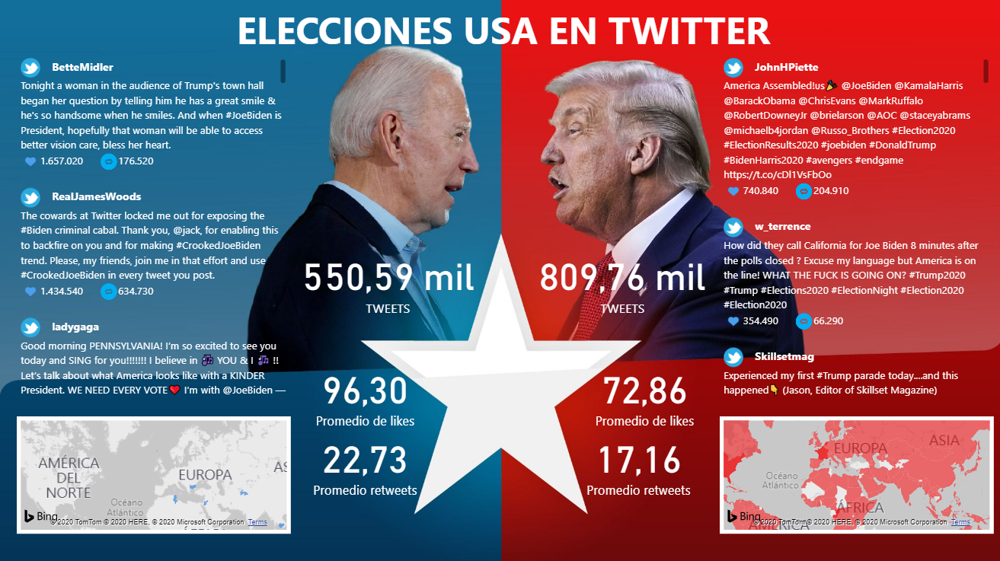 ELECCIONES USA EN TWITTER
BetteMidler
Tonight a woman in the audience of Trump's town hall
began her question by telling him he has a great smile &
he's so handsome when he smiles. And when #JoeBiden is
President, hopefully that woman will be able to access
better vision care, bless her heart.
1.657.020 176.520
RealJamesWoods
The cowards at Twitter locked me out for exposing the
#Biden criminal cabal. Thank you, @jack, for enabling this
to backfire on you and for making #CrookedJoeBiden
trend. Please, my friends, join me in that effort and use
#CrookedJoeBiden in every tweet you post.
1.434.540 634.730
ladygaga
Good morning PENNSYLVANIA! I'm so excited to see you
today and SING for you!!!!!!! I believe in 🎶 YOU & I 🎶 !!
Let's talk about what America looks like with a KINDER
President. WE NEED EVERY VOTE❤️ I'm with @JoeBiden —
550,59 mil
TWEETS
96,30
Promedio de likes
22,73
Promedio retweets
809,76 mil
TWEETS
72,86
Promedio de likes
17,16
Promedio retweets
JohnHPiette
America Assembled!us🎉 @JoeBiden @KamalaHarris
@BarackObama @ChrisEvans @MarkRuffalo
@RobertDowneyJr @brielarson @AOC @staceyabrams
@michaelb4jordan @Russo_Brothers #Election2020
#ElectionResults2020 #joebiden #DonaldTrump
#BidenHarris2020 #avengers #endgame
https://t.co/cDl1VsFbOo
740.840 204.910
w_terrence
How did they call California for Joe Biden 8 minutes after
the polls closed ? Excuse my language but America is on
the line! WHAT THE FUCK IS GOING ON? #Trump2020
#Trump #Elections2020 #ElectionNight #Election2020
#Election2020
354.490 66.290
Skillsetmag
Experienced my first #Trump parade today....and this
happened👇 (Jason, Editor of Skillset Magazine)
AMÉRICA
DEL
NORTE
EUROPA
AS
Océano
Atlántico
Bing
© 2020 TomTom © 2020 HERE, © 2020 Microsoft Corporation Terms
EUROPA
ASIA
Océano
Atlántico
ÁFRICA
AMÉRICA
Bing
© 2020 TomTom © 2020 HERE, © 2020 Microsoft Corporation Terms